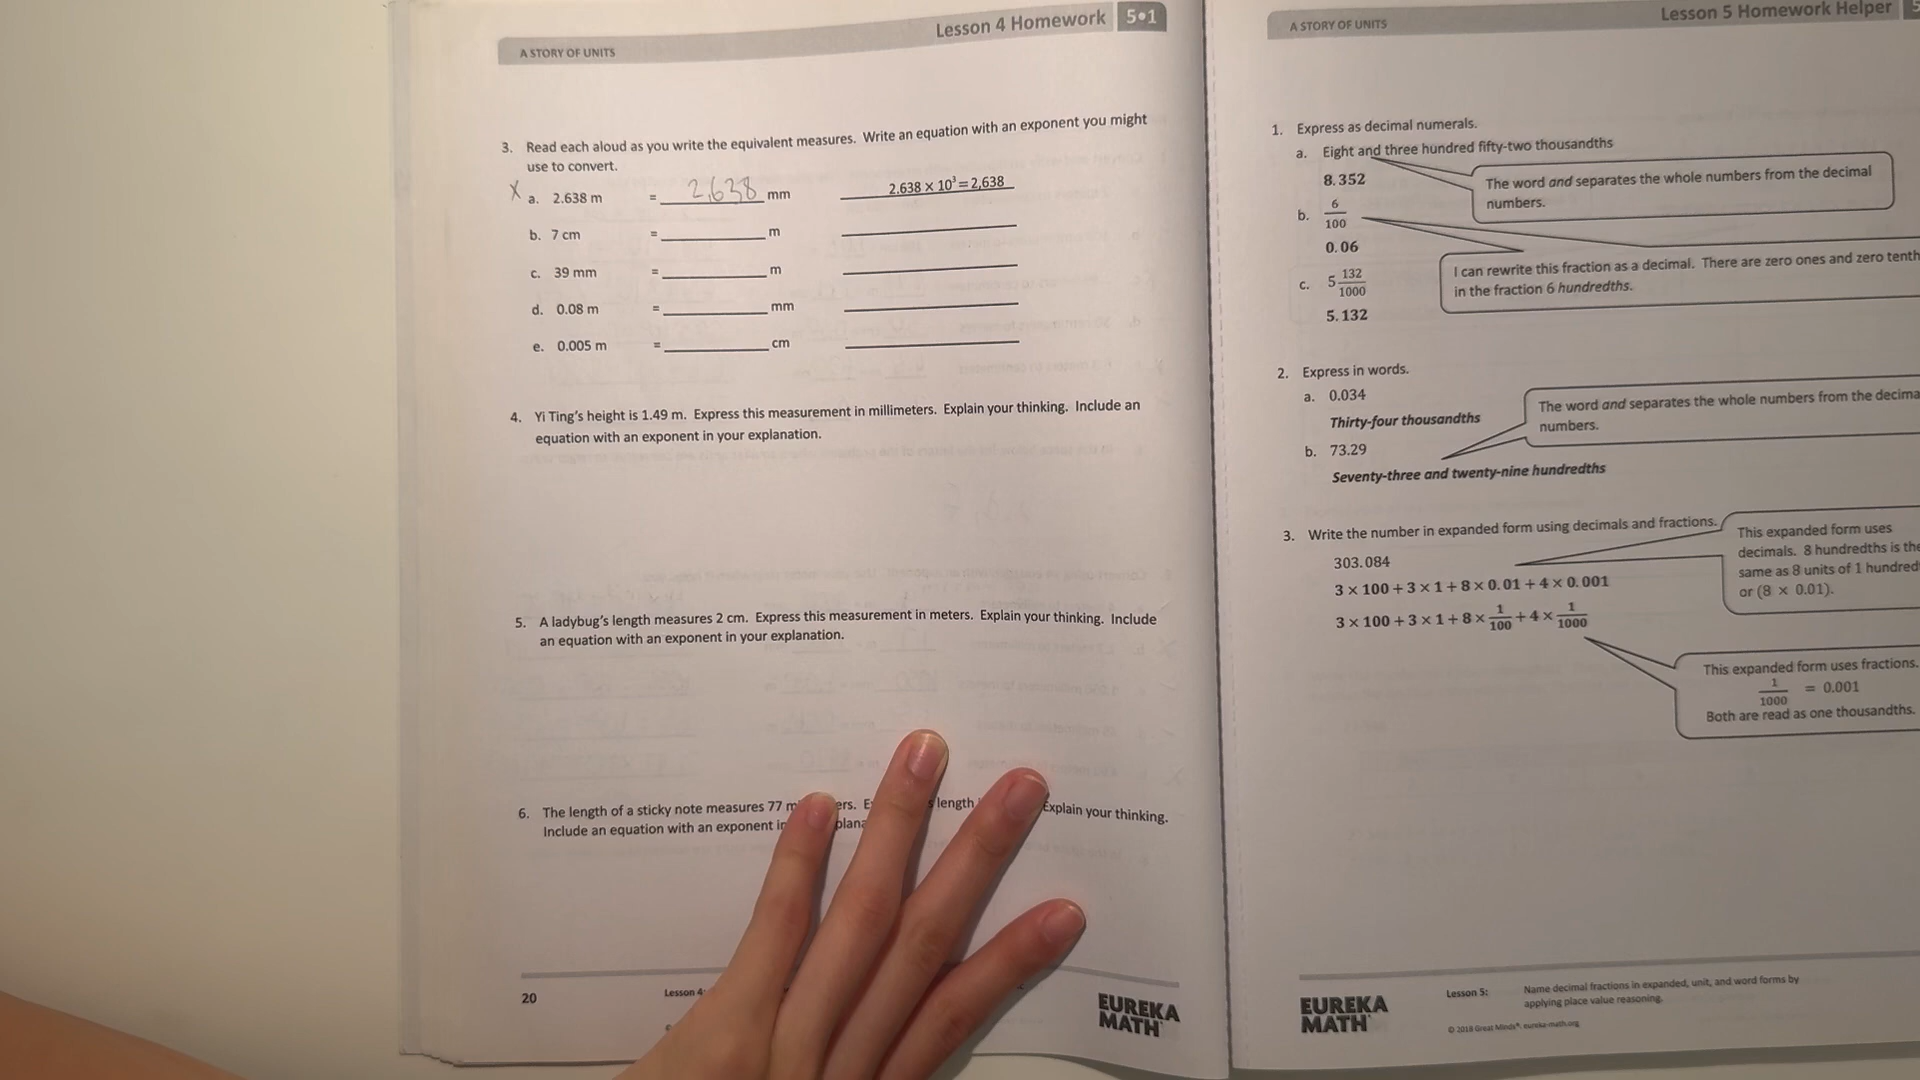 Lesson 4 Homework 5•1
A STORY OF UNITS
3. Read each aloud as you write the equivalent measures. Write an equation with an exponent you might
use to convert.
X a. 2.638 m = 2,638 mm 2.638 × 10³ = 2,638
b. 7 cm = ____ m ____
c. 39 mm = ____ m ____
d. 0.08 m = ____ mm ____
e. 0.005 m = ____ cm ____
4. Yi Ting's height is 1.49 m. Express this measurement in millimeters. Explain your thinking. Include an
equation with an exponent in your explanation.
5. A ladybug's length measures 2 cm. Express this measurement in meters. Explain your thinking. Include
an equation with an exponent in your explanation.
6. The length of a sticky note measures 77 length Explain your thinking.
Include an equation with an exponent
20
Lesson 4:
EUREKA
MATH
A STORY OF UNITS
Lesson 5 Homework Helper
1. Express as decimal numerals.
a. Eight and three hundred fifty-two thousandths
8.352
The word and separates the whole numbers from the decimal
numbers.
b. 6/100
0.06
I can rewrite this fraction as a decimal. There are zero ones and zero tenth
in the fraction 6 hundredths.
c. 5 132/1000
5.132
2. Express in words.
a. 0.034
Thirty-four thousandths
The word and separates the whole numbers from the decima
numbers.
b. 73.29
Seventy-three and twenty-nine hundredths
3. Write the number in expanded form using decimals and fractions.
303.084
3 × 100 + 3 × 1 + 8 × 0.01 + 4 × 0.001
3 × 100 + 3 × 1 + 8 × 1/100 + 4 × 1/1000
This expanded form uses
decimals. 8 hundredths is the
same as 8 units of 1 hundred
or (8 × 0.01).
This expanded form uses fractions.
1/1000 = 0.001
Both are read as one thousandths.
EUREKA
MATH
Lesson 5: Name decimal fractions in expanded, unit, and word forms by
applying place value reasoning.
© 2018 Great Minds®. eureka-math.org